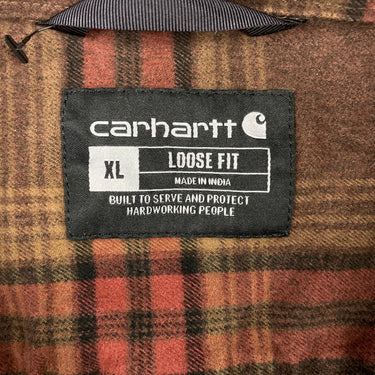 carhartt
XL LOOSE FIT
MADE IN INDIA
BUILT TO SERVE AND PROTECT
HARDWORKING PEOPLE